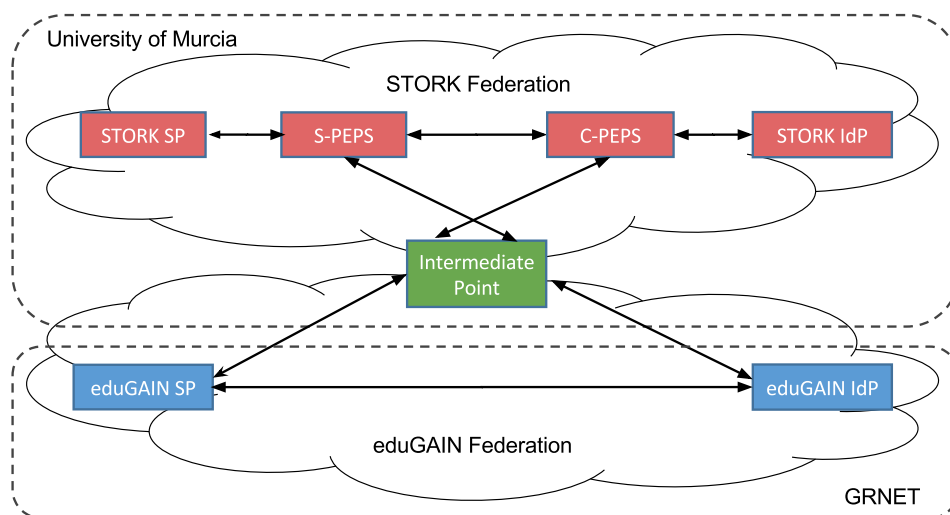 University of Murcia
STORK Federation
STORK SP
S-PEPS
C-PEPS
STORK IdP
Intermediate
Point
eduGAIN SP
eduGAIN IdP
eduGAIN Federation
GRNET